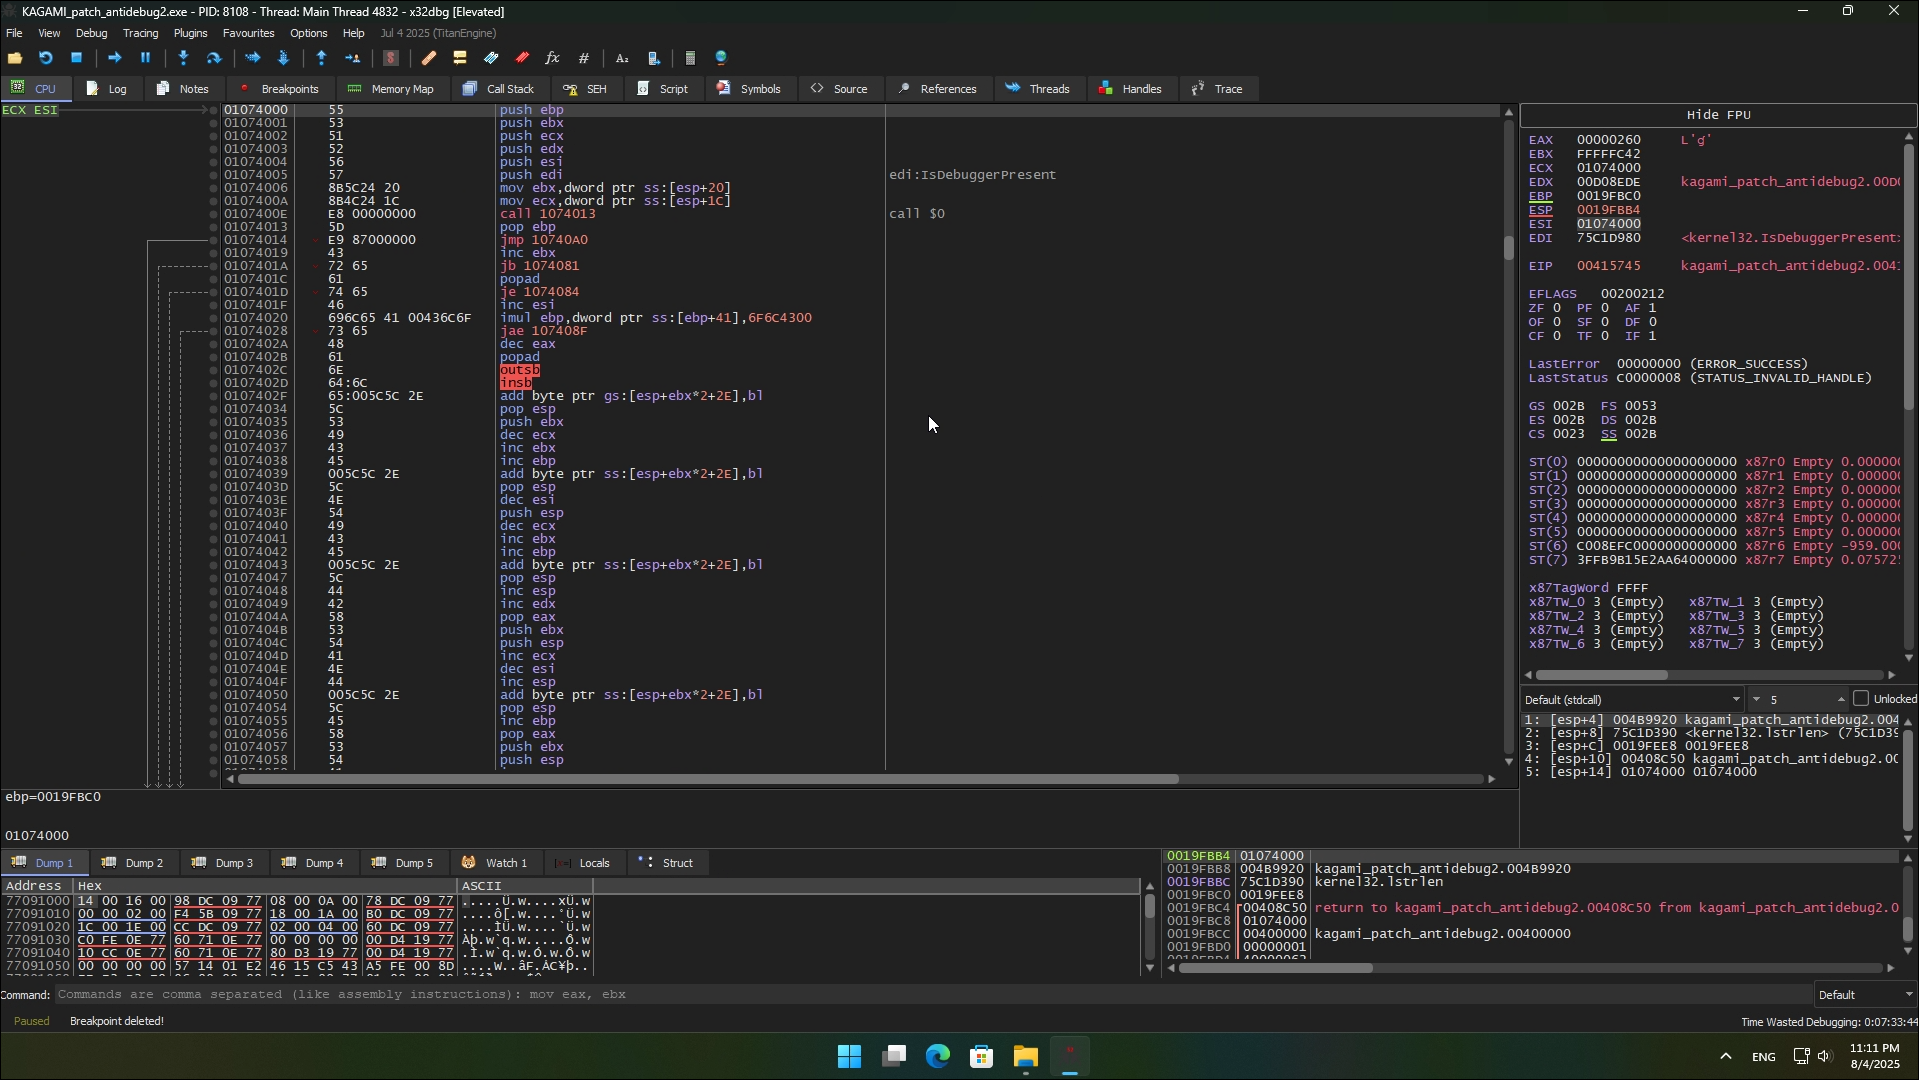 KAGAMI_patch_antidebug2.exe - PID: 8108 - Thread: Main Thread 4832 - x32dbg [Elevated]
File View Debug Tracing Plugins Favourites Options Help Jul 4 2025 (TitanEngine)
CPU Log Notes Breakpoints Memory Map Call Stack SEH Script Symbols Source References Threads Handles Trace
ECX ESI
01074000 55 push ebp
01074001 53 push ebx
01074002 51 push ecx
01074003 52 push edx
01074004 56 push esi
01074005 57 push edi edi:IsDebuggerPresent
01074006 8B5C24 20 mov ebx,dword ptr ss:[esp+20]
0107400A 8B4C24 1C mov ecx,dword ptr ss:[esp+1C]
0107400E E8 00000000 call 1074013 call $0
01074013 5D pop ebp
01074014 E9 87000000 jmp 10740A0
01074019 43 inc ebx
0107401A 72 65 jb 1074081
0107401C 61 popad
0107401D 74 65 je 1074084
0107401F 46 inc esi
01074020 696C65 41 00436C6F imul ebp,dword ptr ss:[ebp+41],6F6C4300
01074028 73 65 jae 107408F
0107402A 48 dec eax
0107402B 61 popad
0107402C 6E outsb
0107402D 64:6C insb
0107402F 65:005C5C 2E add byte ptr gs:[esp+ebx*2+2E],bl
01074034 5C pop esp
01074035 53 push ebx
01074036 49 dec ecx
01074037 43 inc ebx
01074038 45 inc ebp
01074039 005C5C 2E add byte ptr ss:[esp+ebx*2+2E],bl
0107403D 5C pop esp
0107403E 4E dec esi
0107403F 54 push esp
01074040 49 dec ecx
01074041 43 inc ebx
01074042 45 inc ebp
01074043 005C5C 2E add byte ptr ss:[esp+ebx*2+2E],bl
01074047 5C pop esp
01074048 44 inc esp
01074049 42 inc edx
0107404A 58 pop eax
0107404B 53 push ebx
0107404C 54 push esp
0107404D 41 inc ecx
0107404E 4E dec esi
0107404F 44 inc esp
01074050 005C5C 2E add byte ptr ss:[esp+ebx*2+2E],bl
01074054 5C pop esp
01074055 45 inc ebp
01074056 58 pop eax
01074057 53 push ebx
01074058 54 push esp
Hide FPU
EAX 00000260 L'ɠ'
EBX FFFFFC42
ECX 01074000
EDX 00D08EDE kagami_patch_antidebug2.00D0
EBP 0019FBC0
ESP 0019FBB4
ESI 01074000
EDI 75C1D980 <kernel32.IsDebuggerPresent>
EIP 00415745 kagami_patch_antidebug2.0041
EFLAGS 00200212
ZF 0 PF 0 AF 1
OF 0 SF 0 DF 0
CF 0 TF 0 IF 1
LastError 00000000 (ERROR_SUCCESS)
LastStatus C0000008 (STATUS_INVALID_HANDLE)
GS 002B FS 0053
ES 002B DS 002B
CS 0023 SS 002B
ST(0) 00000000000000000000 x87r0 Empty 0.00000
ST(1) 00000000000000000000 x87r1 Empty 0.00000
ST(2) 00000000000000000000 x87r2 Empty 0.00000
ST(3) 00000000000000000000 x87r3 Empty 0.00000
ST(4) 00000000000000000000 x87r4 Empty 0.00000
ST(5) 00000000000000000000 x87r5 Empty 0.00000
ST(6) C008EFC0000000000000 x87r6 Empty -959.00
ST(7) 3FFB9B15E2AA64000000 x87r7 Empty 0.07572
x87TagWord FFFF
x87TW_0 3 (Empty) x87TW_1 3 (Empty)
x87TW_2 3 (Empty) x87TW_3 3 (Empty)
x87TW_4 3 (Empty) x87TW_5 3 (Empty)
x87TW_6 3 (Empty) x87TW_7 3 (Empty)
Default (stdcall) 5 Unlocked
1: [esp+4] 004B9920 kagami_patch_antidebug2.004
2: [esp+8] 75C1D390 <kernel32.lstrlen> (75C1D39
3: [esp+C] 0019FEE8 0019FEE8
4: [esp+10] 00408C50 kagami_patch_antidebug2.00
5: [esp+14] 01074000 01074000
ebp=0019FBC0
01074000
Dump 1 Dump 2 Dump 3 Dump 4 Dump 5 Watch 1 Locals Struct
Address Hex ASCII
77091000 14 00 16 00 98 DC 09 77 08 00 0A 00 78 DC 09 77 .....Ü.w....xÜ.w
77091010 00 00 02 00 F4 5B 09 77 18 00 1A 00 B0 DC 09 77 ....ô[.w....°Ü.w
77091020 1C 00 1E 00 CC DC 09 77 02 00 04 00 60 DC 09 77 ....ÌÜ.w....`Ü.w
77091030 C0 FE 0E 77 60 71 0E 77 00 00 00 00 00 D4 19 77 Àþ.w`q.w.....Ô.w
77091040 10 CC 0E 77 60 71 0E 77 80 D3 19 77 00 D4 19 77 .Ì.w`q.w.Ó.w.Ô.w
77091050 00 00 00 00 57 14 01 E2 46 15 C5 43 A5 FE 00 8D ....W..âF.ÅC¥þ..
0019FBB4 01074000
0019FBB8 004B9920 kagami_patch_antidebug2.004B9920
0019FBBC 75C1D390 kernel32.lstrlen
0019FBC0 0019FEE8
0019FBC4 00408C50 return to kagami_patch_antidebug2.00408C50 from kagami_patch_antidebug2.0
0019FBC8 01074000
0019FBCC 00400000 kagami_patch_antidebug2.00400000
0019FBD0 00000001
Command: Commands are comma separated (like assembly instructions): mov eax, ebx Default
Paused Breakpoint deleted! Time Wasted Debugging: 0:07:33:44
ENG 11:11 PM
8/4/2025